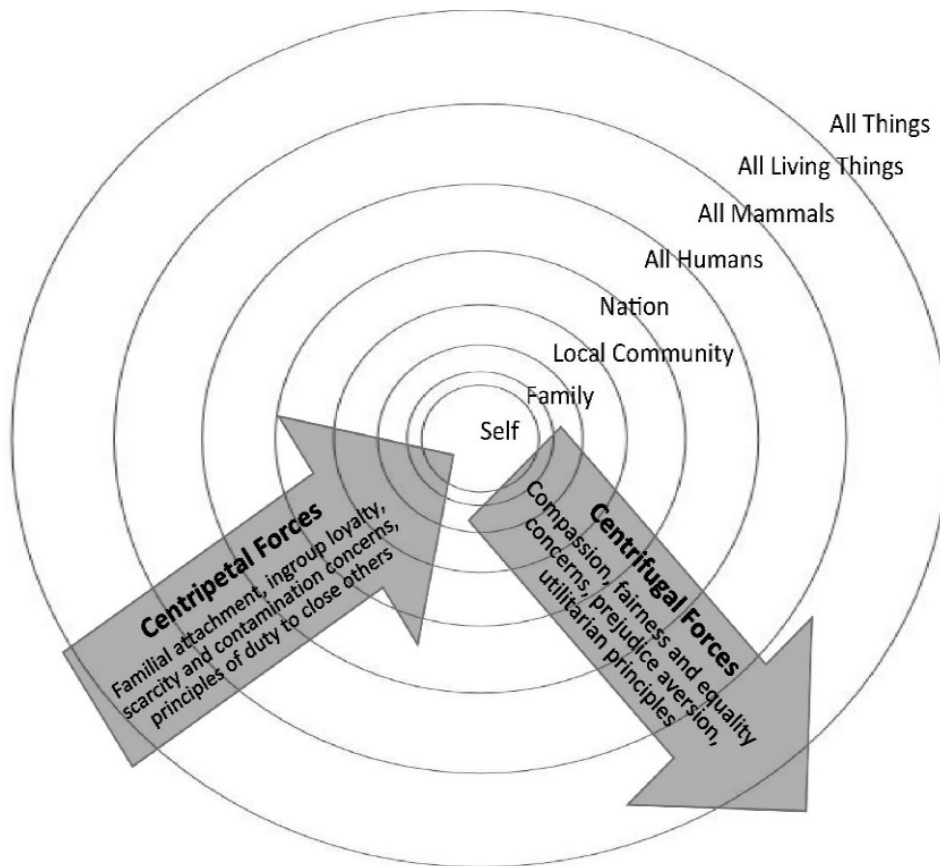 All Things
All Living Things
All Mammals
All Humans
Nation
Local Community
Family
Self
Centripetal Forces
Familial attachment, ingroup loyalty,
scarcity and contamination concerns,
principles of duty to close others
Centrifugal Forces
Compassion, fairness and equality
concerns, prejudice aversion,
utilitarian principles